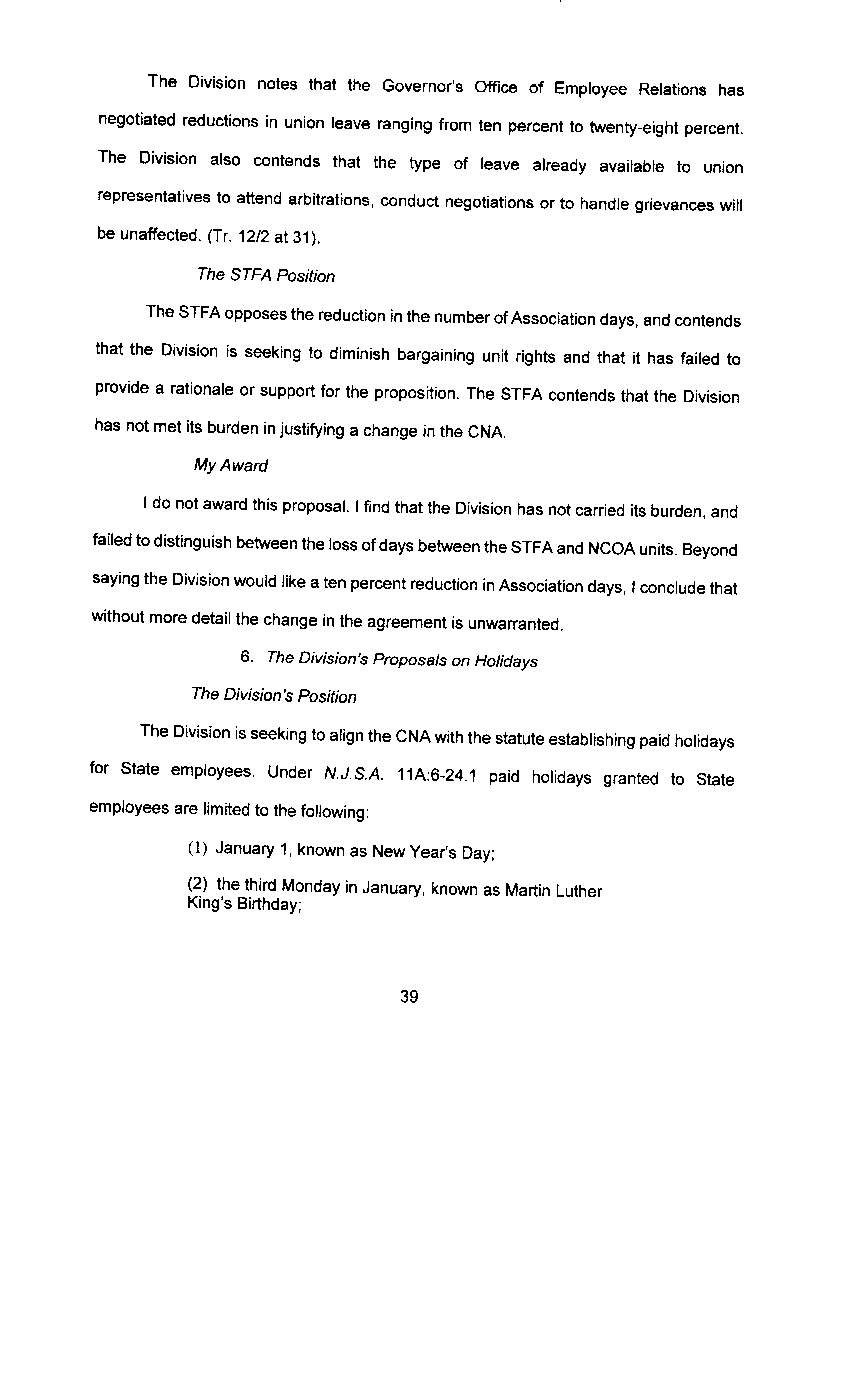 The Division notes that the Governor's Office of Employee Relations has
negotiated reductions in union leave ranging from ten percent to twenty-eight percent.
The Division also contends that the type of leave already available to union
representatives to attend arbitrations, conduct negotiations or to handle grievances will
be unaffected. (Tr. 12/2 at 31).
The STFA Position
The STFA opposes the reduction in the number of Association days, and contends
that the Division is seeking to diminish bargaining unit rights and that it has failed to
provide a rationale or support for the proposition. The STFA contends that the Division
has not met its burden in justifying a change in the CNA.
My Award
I do not award this proposal. I find that the Division has not carried its burden, and
failed to distinguish between the loss of days between the STFA and NCOA units. Beyond
saying the Division would like a ten percent reduction in Association days, I conclude that
without more detail the change in the agreement is unwarranted.
6. The Division's Proposals on Holidays
The Division's Position
The Division is seeking to align the CNA with the statute establishing paid holidays
for State employees. Under N.J.S.A. 11A:6-24.1 paid holidays granted to State
employees are limited to the following:
(1) January 1, known as New Year's Day;
(2) the third Monday in January, known as Martin Luther
King's Birthday;
39